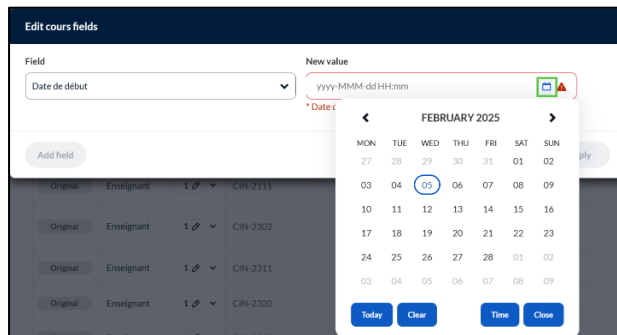 Edit cours fields
Field
New value
Date de début
yyyy-MMM-dd HH:mm
* Date
FEBRUARY 2025
MON TUE WED THU FRI SAT SUN
27 28 29 30 31 01 02
03 04 05 06 07 08 09
10 11 12 13 14 15 16
17 18 19 20 21 22 23
24 25 26 27 28 01 02
03 04 05 06 07 08 09
Today Clear Time Close
Add field
ply
Original Enseignant 1 CIN-2111
Original Enseignant 1 CIN-2302
Original Enseignant 1 CIN-2311
Original Enseignant 1 CIN-2320